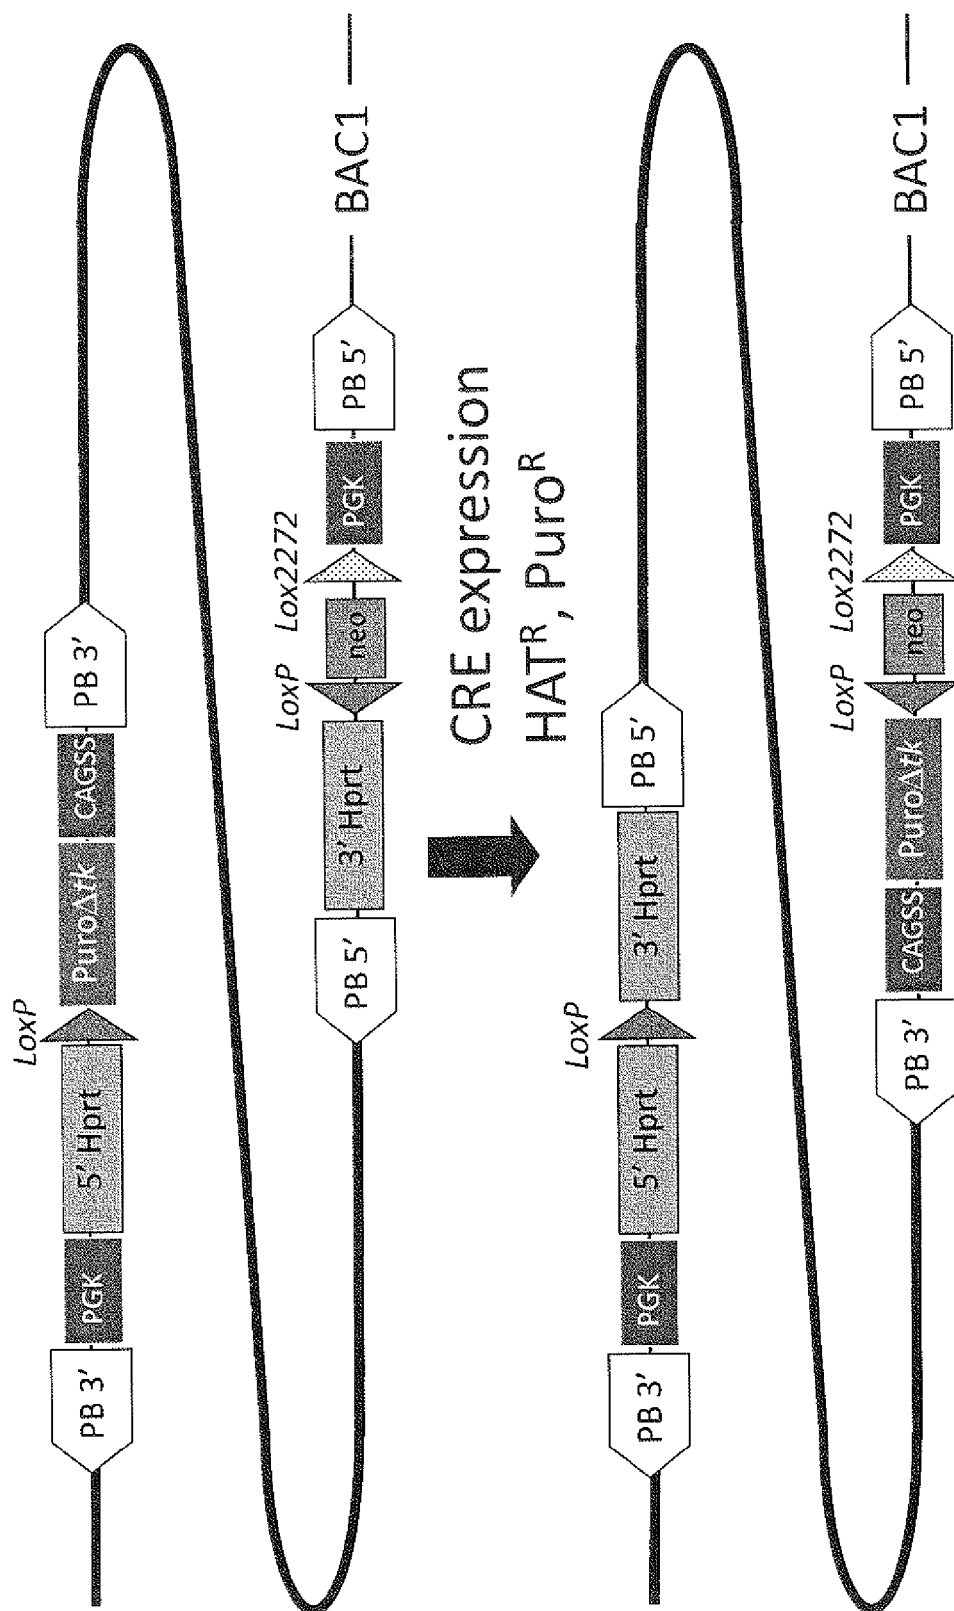 LoxP
PB 3'
PGK
5' Hprt
PuroΔtk
CAGSS
PB 3'
LoxP
Lox2272
PB 5'
3' Hprt
neo
PGK
PB 5'
BAC1
CRE expression
HATᴿ, Puroᴿ
LoxP
PB 3'
PGK
5' Hprt
3' Hprt
PB 5'
LoxP
Lox2272
PB 3'
CAGSS
PuroΔtk
neo
PGK
PB 5'
BAC1